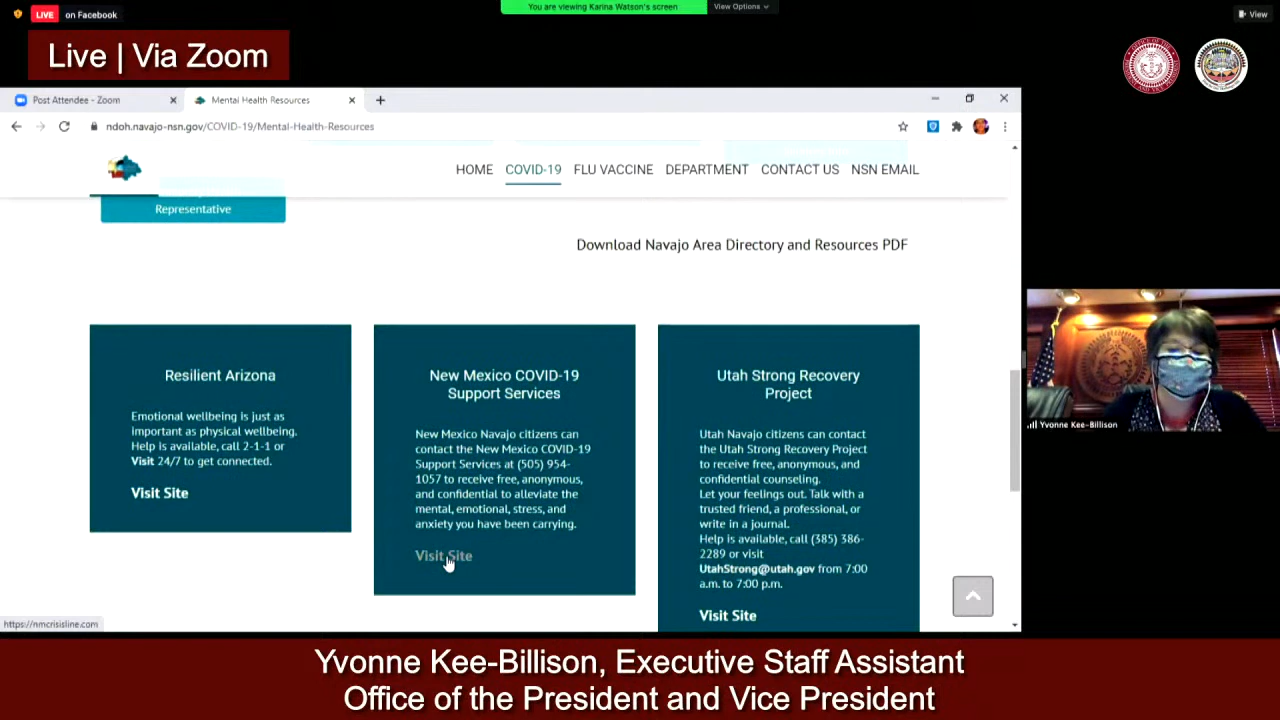 LIVE on Facebook
You are viewing Karina Watson's screen
View Options
View
Live | Via Zoom
Post Attendee - Zoom
Mental Health Resources
ndoh.navajo-nsn.gov/COVID-19/Mental-Health-Resources
HOME COVID-19 FLU VACCINE DEPARTMENT CONTACT US NSN EMAIL
Representative
Download Navajo Area Directory and Resources PDF
Resilient Arizona
Emotional wellbeing is just as
important as physical wellbeing.
Help is available, call 2-1-1 or
Visit 24/7 to get connected.
Visit Site
New Mexico COVID-19
Support Services
New Mexico Navajo citizens can
contact the New Mexico COVID-19
Support Services at (505) 954-
1057 to receive free, anonymous,
and confidential to alleviate the
mental, emotional, stress, and
anxiety you have been carrying.
Visit Site
Utah Strong Recovery
Project
Utah Navajo citizens can contact
the Utah Strong Recovery Project
to receive free, anonymous, and
confidential counseling.
Let your feelings out. Talk with a
trusted friend, a professional, or
write in a journal.
Help is available, call (385) 386-
2289 or visit
UtahStrong@utah.gov from 7:00
a.m. to 7:00 p.m.
Visit Site
https://nmcrisisline.com
Yvonne Kee-Billison
Yvonne Kee-Billison, Executive Staff Assistant
Office of the President and Vice President